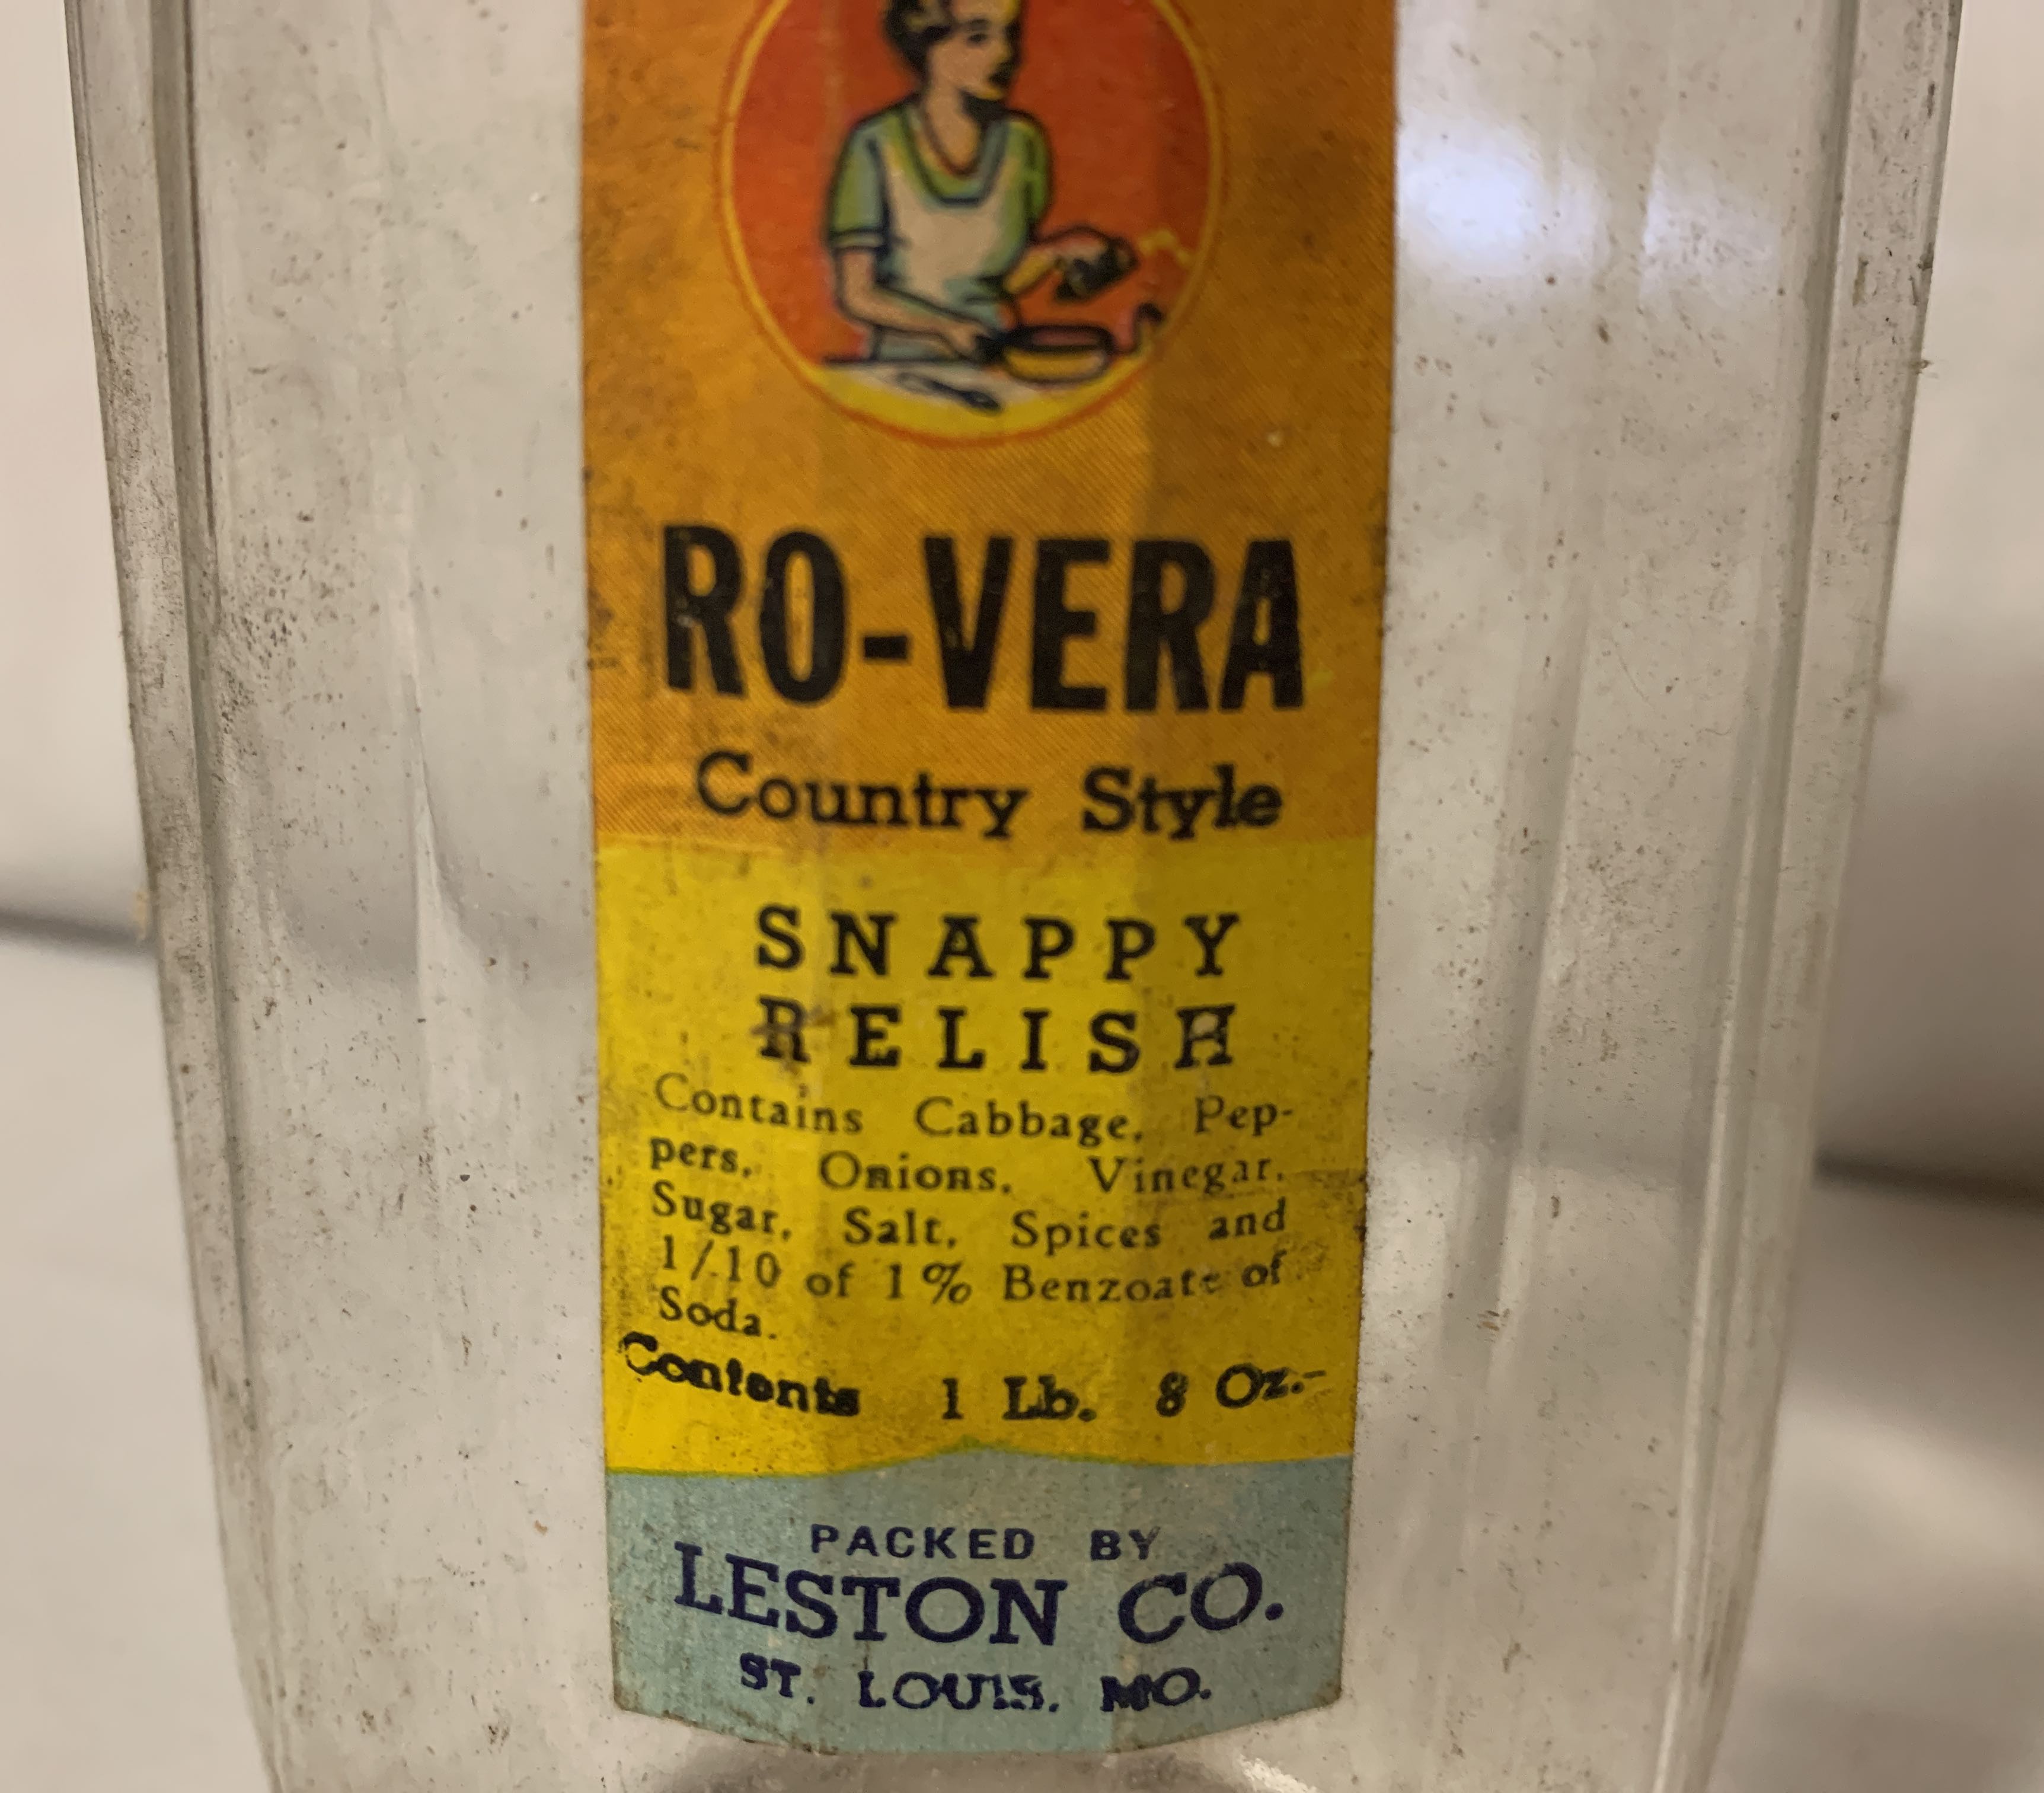 RO-VERA
Country Style
SNAPPY
RELISH
Contains Cabbage, Pep-
pers, Onions, Vinegar,
Sugar, Salt, Spices and
1/10 of 1% Benzoate of
Soda.
Contents 1 Lb. 8 Oz.-
PACKED BY
LESTON CO.
ST. LOUIS, MO.